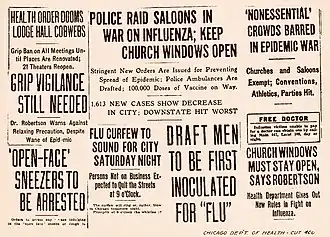 HEALTH ORDER DOOMS
LODGE HALL COBWEBS
Grip Ban on All Meetings Until
Places Are Renovated;
21 Theaters Reopen.
GRIP VIGILANCE
STILL NEEDED
Dr. Robertson Warns Against
Relaxing Precaution, Despite
Wane of Epidemic
'OPEN-FACE'
SNEEZERS TO
BE ARRESTED
POLICE RAID SALOONS IN
WAR ON INFLUENZA; KEEP
CHURCH WINDOWS OPEN
Stringent New Orders Are Issued for Preventing
Spread of Epidemic; Police Ambulances Are
Drafted; 100,000 Doses of Vaccine on Way.
1,613 NEW CASES SHOW DECREASE
IN CITY; DOWNSTATE HIT WORST
FLU CURFEW TO
SOUND FOR CITY
SATURDAY NIGHT
Persons Not on Business Expected
to Quit the Streets
at 9 o'Clock.
DRAFT MEN
TO BE FIRST
INOCULATED
FOR "FLU"
'NONESSENTIAL'
CROWDS BARRED
IN EPIDEMIC WAR
Churches and Saloons
Exempt; Conventions,
Athletics, Parties Hit.
FREE DOCTOR
CHURCH WINDOWS
MUST STAY OPEN,
SAYS ROBERTSON
Health Department Gives Out
New Rules in Fight on
Influenza.
CHICAGO DEPT. OF HEALTH - CUT 460